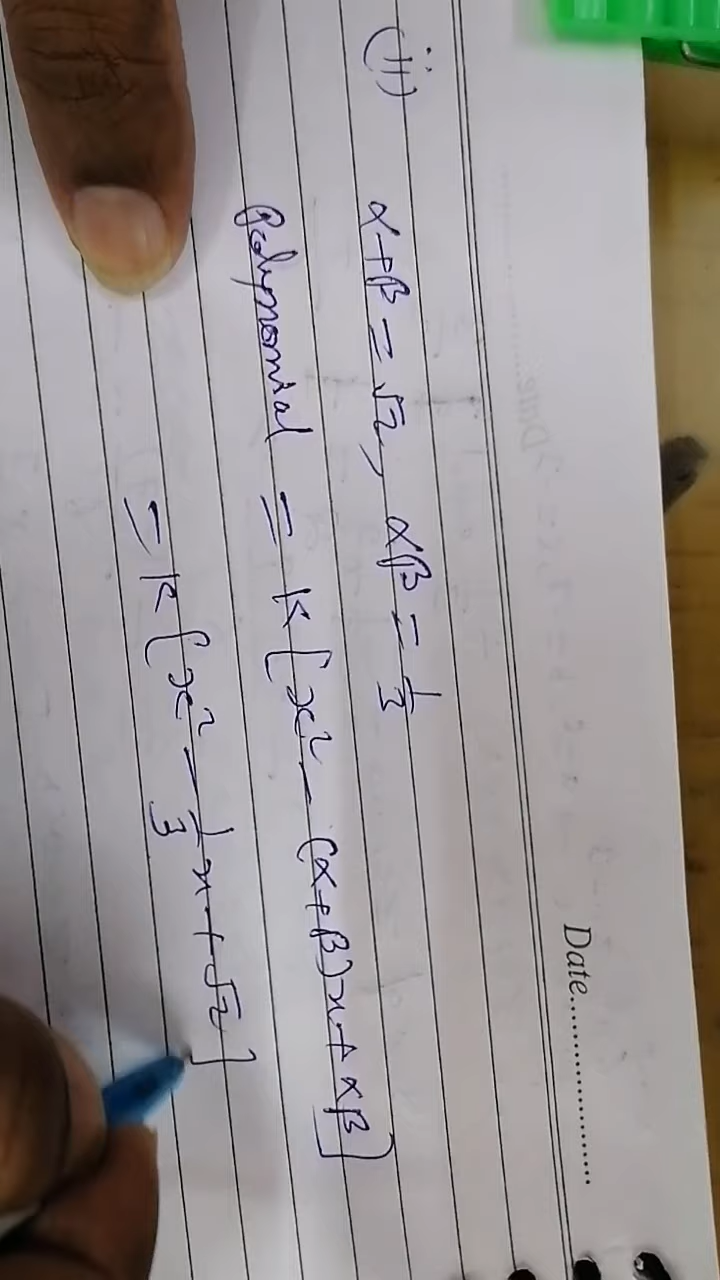 Date....................
(ii) α+β = √2, αβ = 1/3
Polynomial = K[x² - (α+β)x + αβ]
= K[x² - 1/3 x + √2]